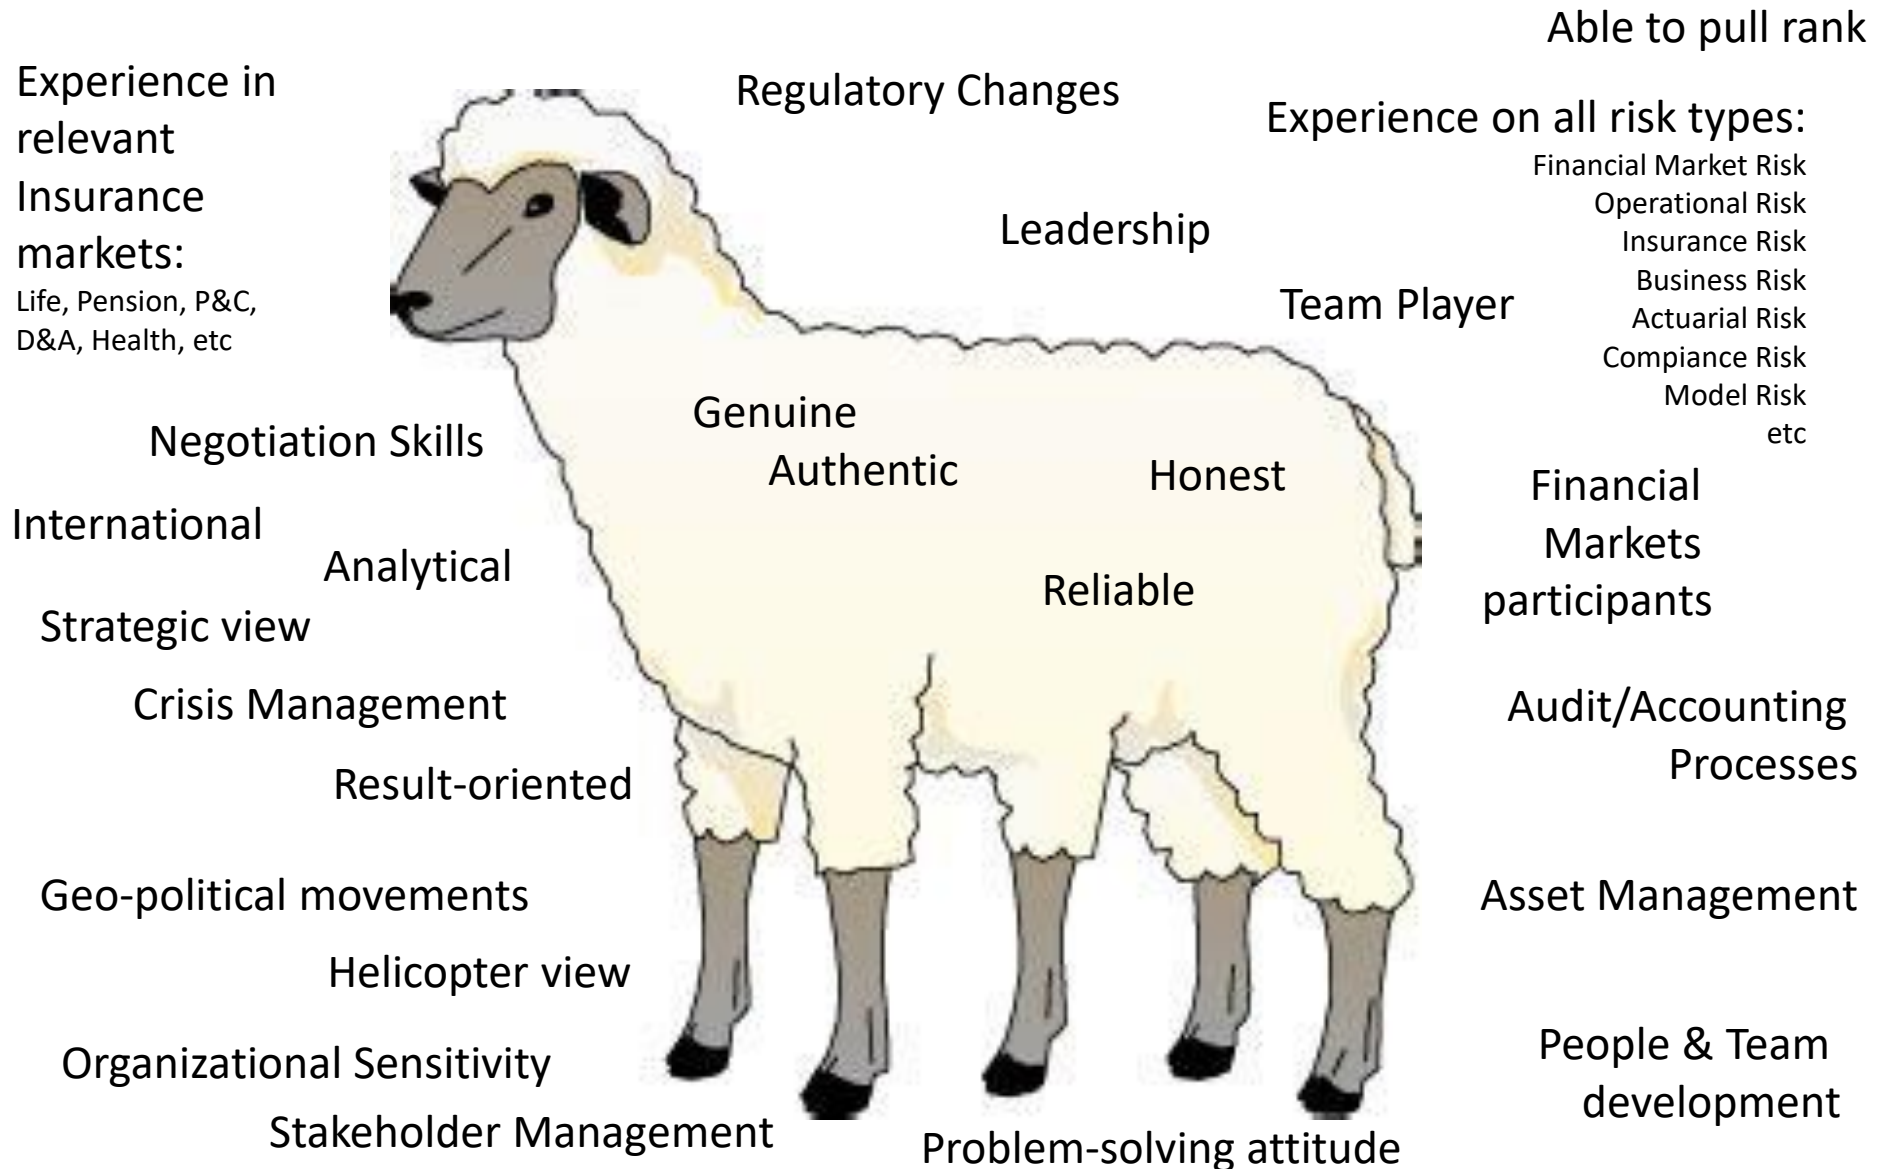 Able to pull rank
Experience in
relevant
Insurance
markets:
Life, Pension, P&C,
D&A, Health, etc
Regulatory Changes
Experience on all risk types:
Financial Market Risk
Operational Risk
Insurance Risk
Business Risk
Actuarial Risk
Compiance Risk
Model Risk
etc
Leadership
Team Player
Genuine
Authentic
Honest
Reliable
Negotiation Skills
International
Analytical
Strategic view
Crisis Management
Result-oriented
Geo-political movements
Helicopter view
Organizational Sensitivity
Stakeholder Management
Financial
Markets
participants
Audit/Accounting
Processes
Asset Management
People & Team
development
Problem-solving attitude